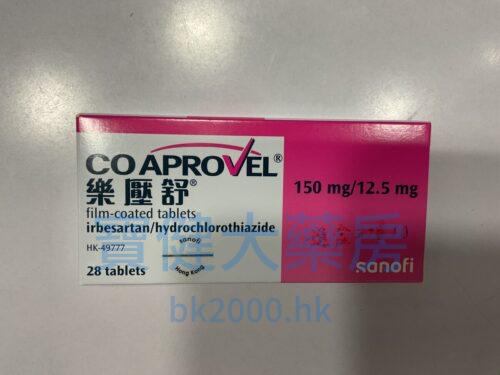 COAPROVEL®
樂壓舒®
film-coated tablets
irbesartan/hydrochlorothiazide
HK-49777
28 tablets
sanofi
Hong Kong
150 mg/12.5 mg
sanofi
寶健大藥房
bk2000.hk